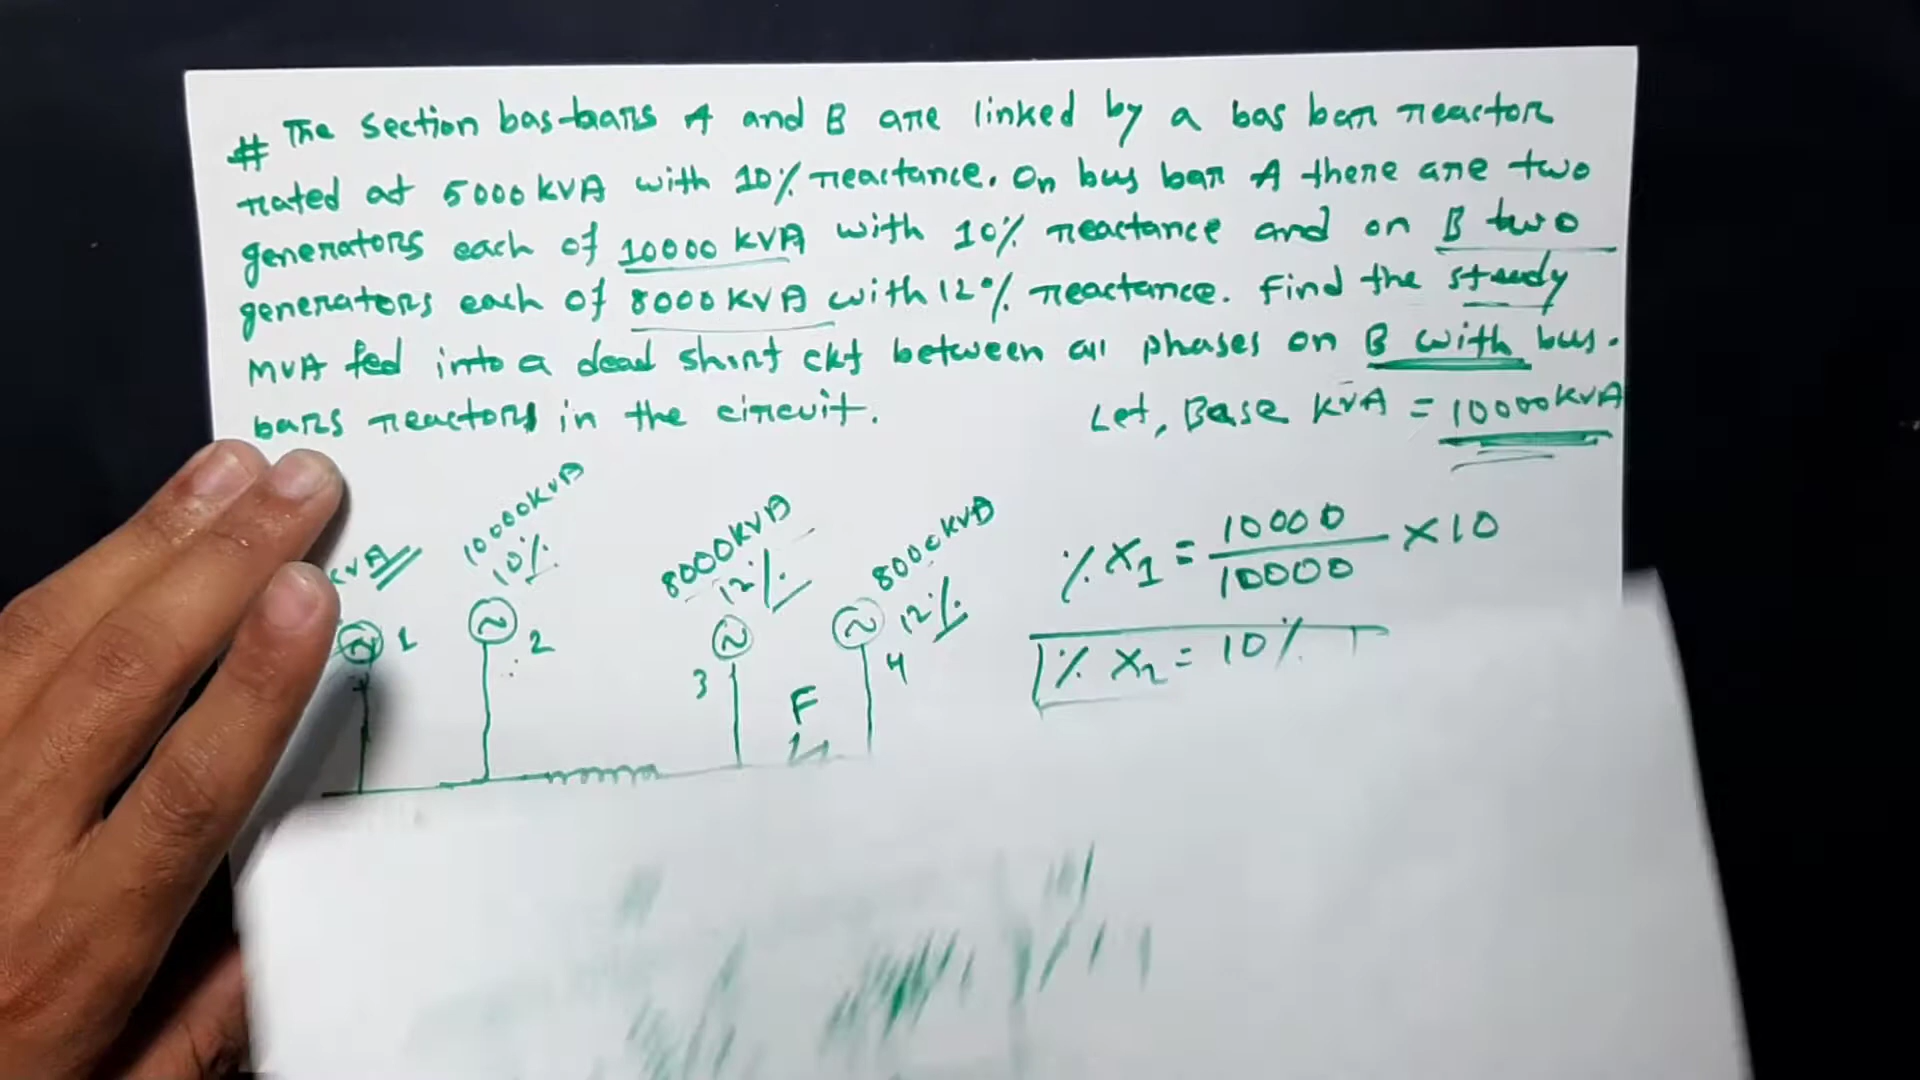 # The section bas-bars A and B are linked by a bas bar reactor
rated at 5000 KVA with 10% reactance. On bus bar A there are two
generators each of 10000 KVA with 10% reactance and on B two
generators each of 8000 KVA with 12% reactance. Find the steady
MVA fed into a dead short ckt between all phases on B with bus.
bars reactors in the circuit.
Let, Base KVA = 10000 KVA
KVA
10000 KVA
10%
8000 KVA
12%
8000 KVA
12%
1
2
3
4
F
% X1 = 10000/10000 × 10
% X2 = 10%